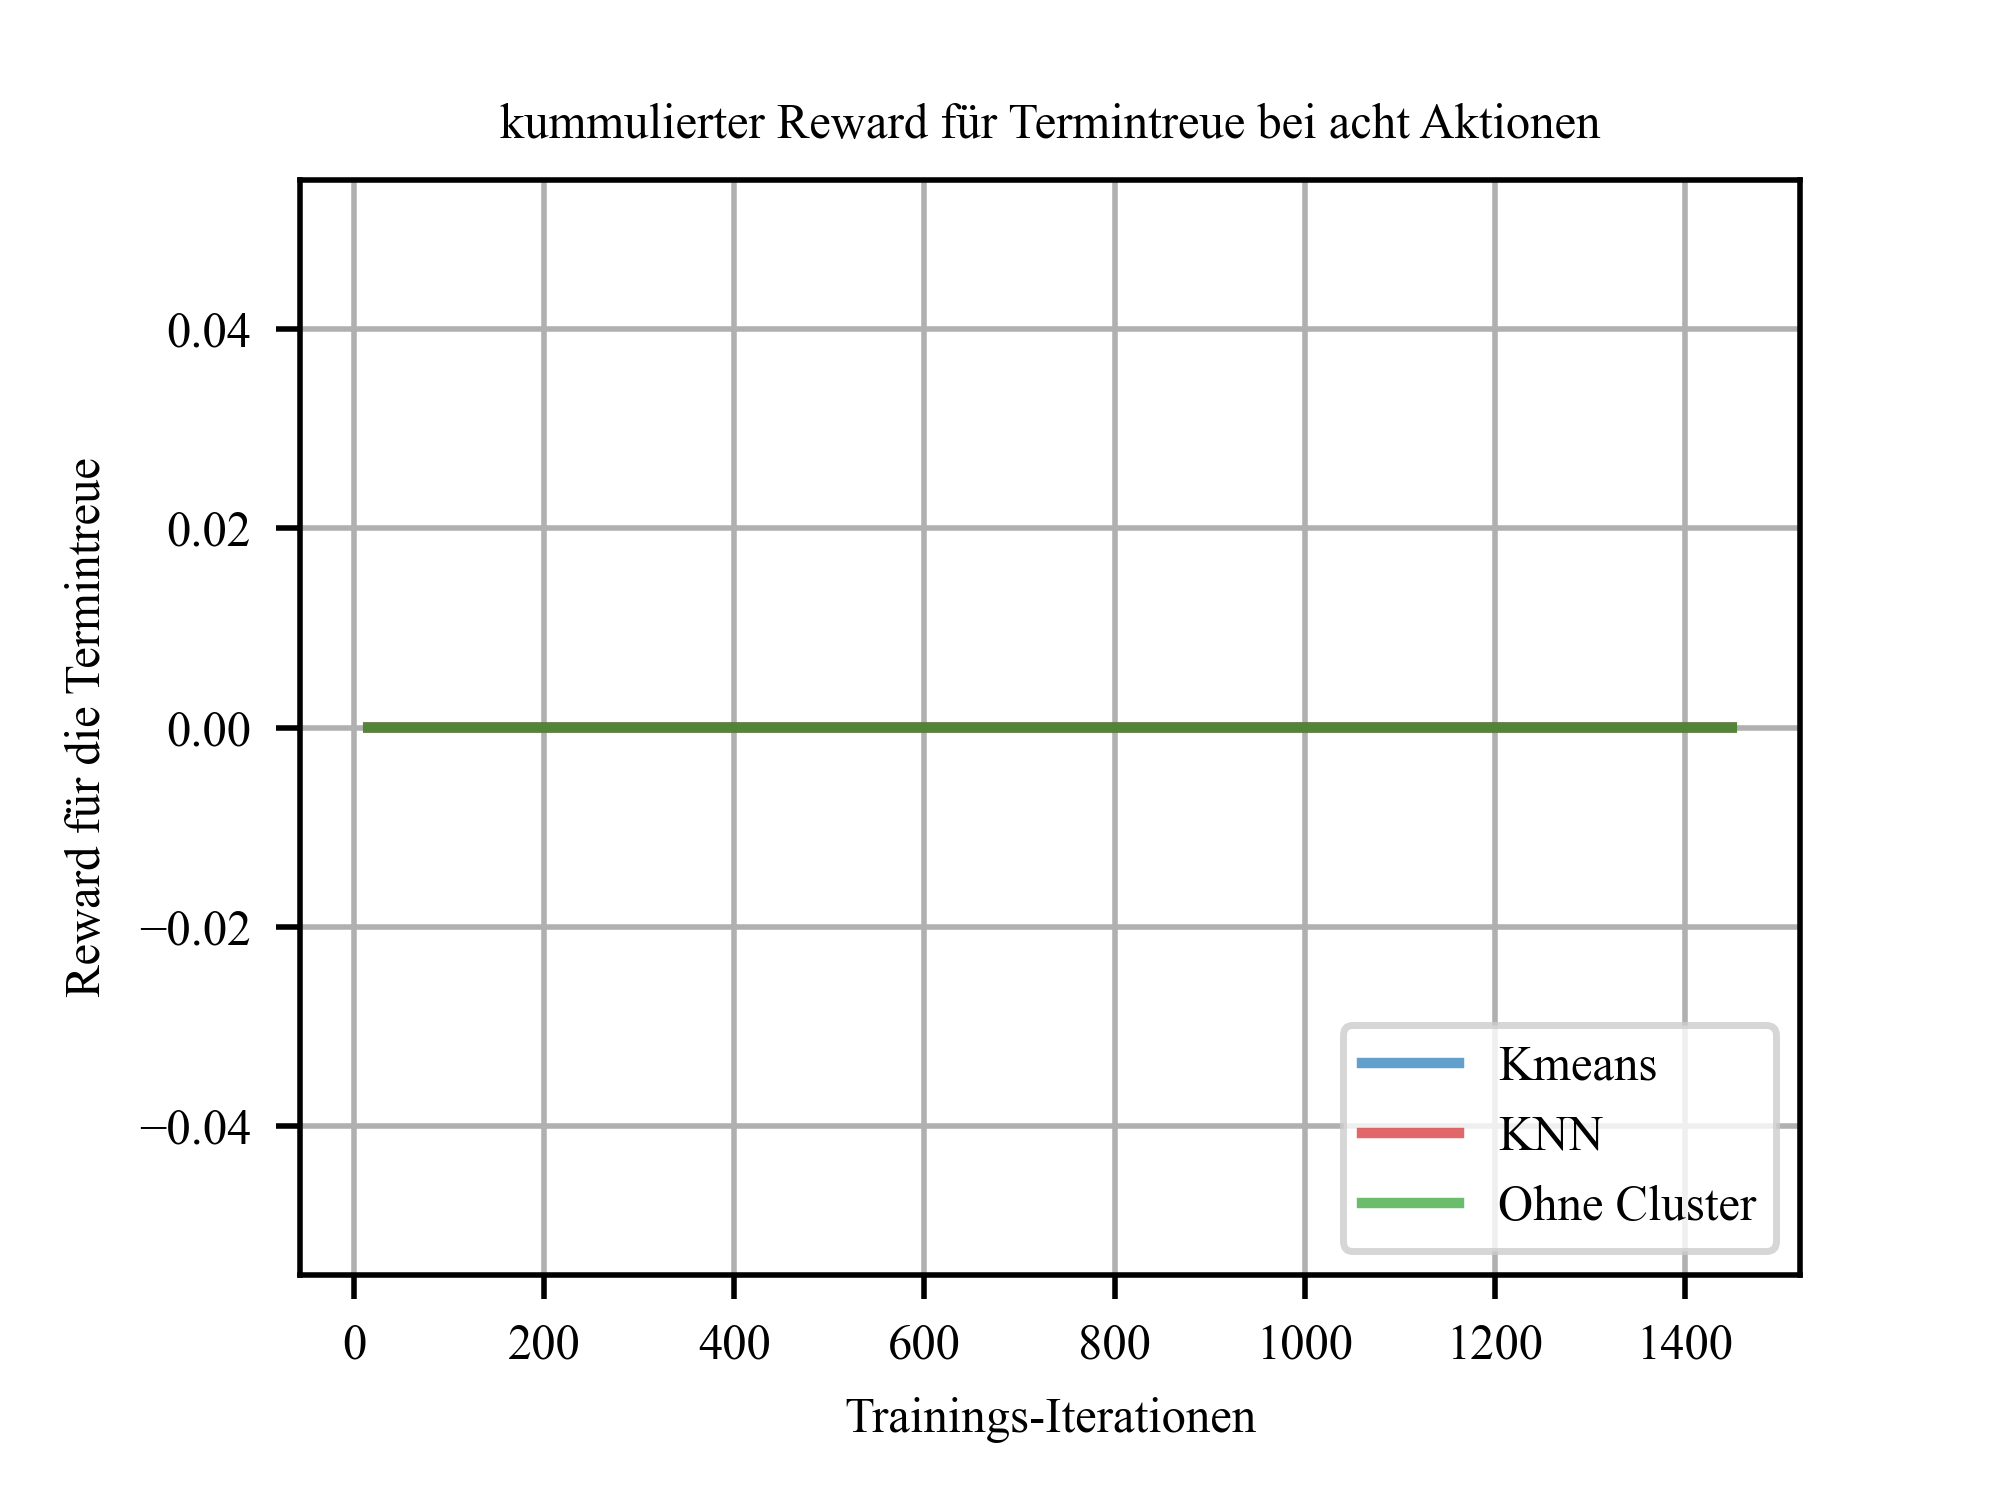 kummulierter Reward für Termintreue bei acht Aktionen
Reward für die Termintreue
0.04
0.02
0.00
−0.02
−0.04
Kmeans
KNN
Ohne Cluster
0 200 400 600 800 1000 1200 1400
Trainings-Iterationen